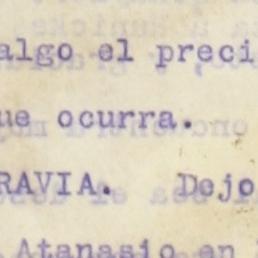 algo el preci
ue ocurra.
RAVIA. Dejo
Atanasio en